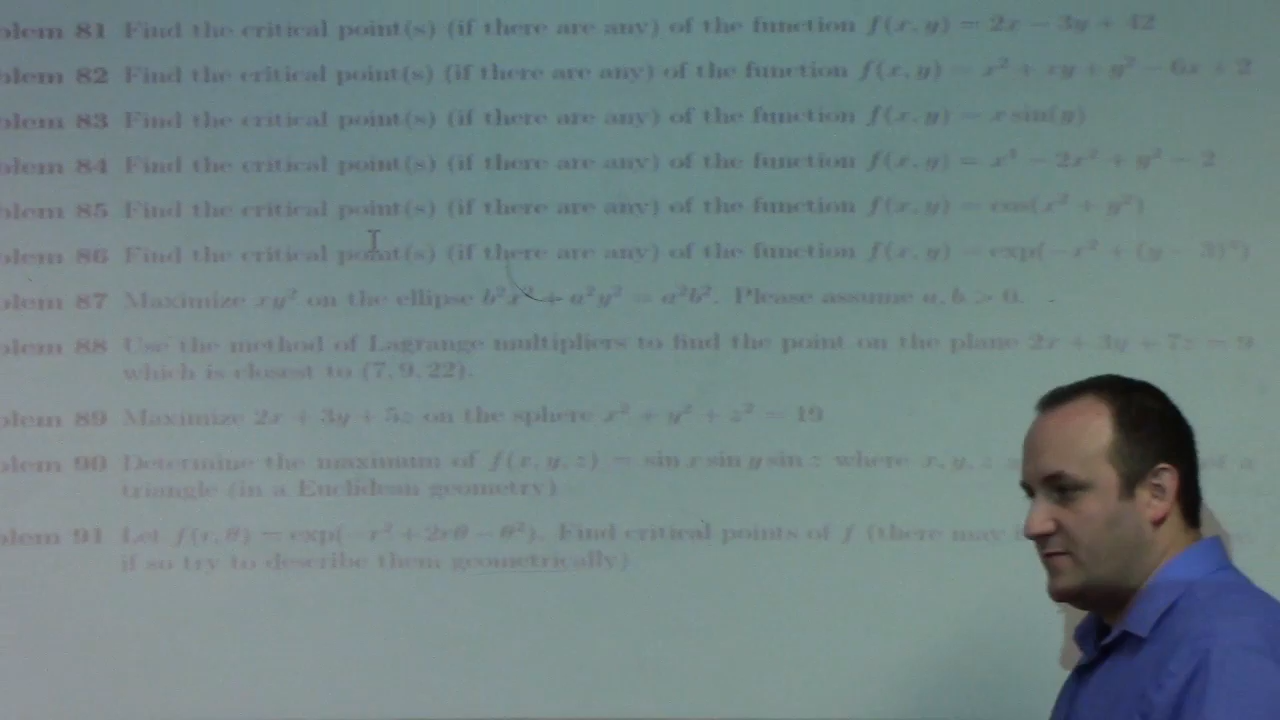 blem 81 Find the critical point(s) (if there are any) of the function f(x, y) = 2x − 3y + 42
blem 82 Find the critical point(s) (if there are any) of the function f(x, y) = x² + xy + y² − 6x + 2
blem 83 Find the critical point(s) (if there are any) of the function f(x, y) = x sin(y)
blem 84 Find the critical point(s) (if there are any) of the function f(x, y) = − 2x² + y² − 2
blem 85 Find the critical point(s) (if there are any) of the function f(x, y) = cos(x² + y²)
blem 86 Find the critical point(s) (if there are any) of the function f(x, y) = exp(−x² + (y − 3)
blem 87 Maximize xy² on the ellipse b²x² + a²y² = a²b². Please assume a, b > 0.
blem 88 Use the method of Lagrange multipliers to find the point on the plane 2x + 3y + 7z = 9
which is closest to (7, 9, 22).
blem 89 Maximize 2x + 3y + 5z on the sphere x² + y² + z² = 19
blem 90 Determine the maximum of f(x, y, z) = sin x sin y sin z where x, y, z of a
triangle (in a Euclidean geometry)
blem 91 Let f(r, θ) = exp(−r² + 2rθ − θ²). Find critical points of f (there may
if so try to describe them geometrically)